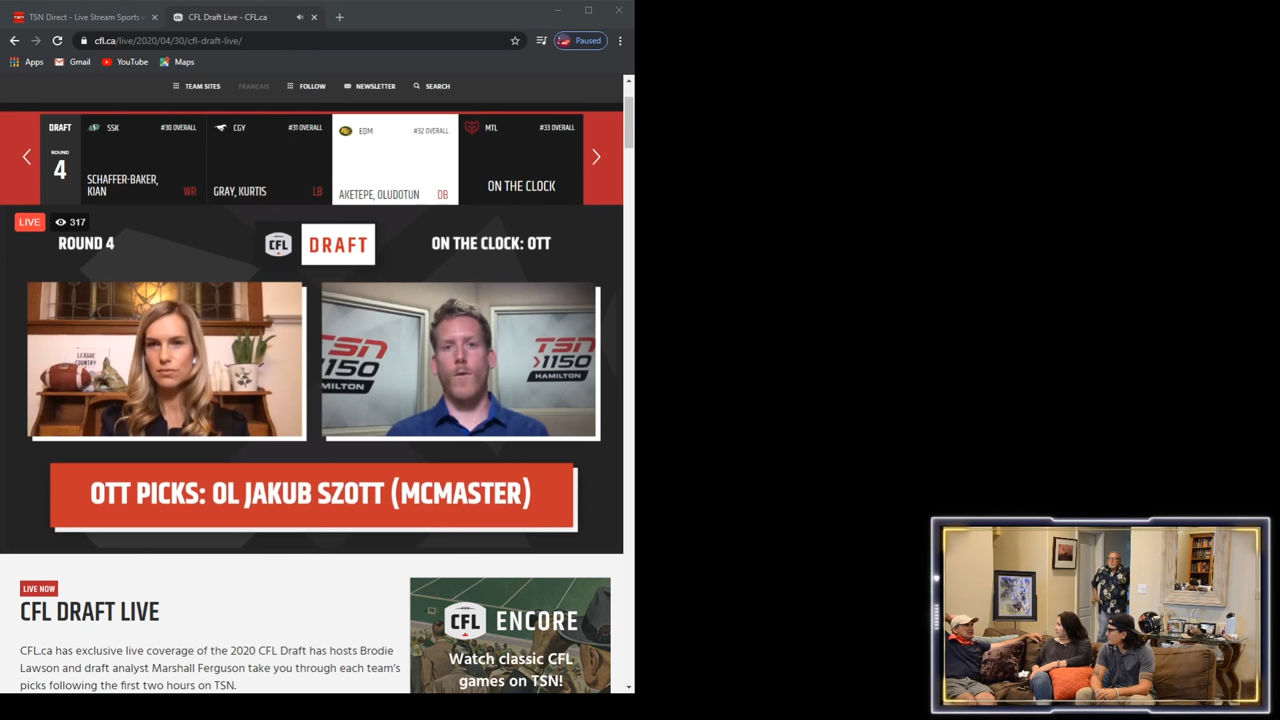 TSN Direct - Live Stream Sports
CFL Draft Live - CFL.ca
cfl.ca/live/2020/04/30/cfl-draft-live/
Paused
Apps
Gmail
YouTube
Maps
TEAM SITES
FRANÇAIS
FOLLOW
NEWSLETTER
SEARCH
DRAFT
ROUND
4
SSK
#30 OVERALL
SCHAFFER-BAKER,
KIAN
WR
CGY
#31 OVERALL
GRAY, KURTIS
LB
EDM
#32 OVERALL
AKETEPE, OLUDOTUN
DB
MTL
#33 OVERALL
ON THE CLOCK
LIVE
317
ROUND 4
CFL
DRAFT
ON THE CLOCK: OTT
LEAGUE
COUNTRY
TSN
MILTON
TSN
1150
HAMILTON
OTT PICKS: OL JAKUB SZOTT (MCMASTER)
LIVE NOW
CFL DRAFT LIVE
CFL.ca has exclusive live coverage of the 2020 CFL Draft has hosts Brodie
Lawson and draft analyst Marshall Ferguson take you through each team's
picks following the first two hours on TSN.
CFL
ENCORE
Watch classic CFL
games on TSN!